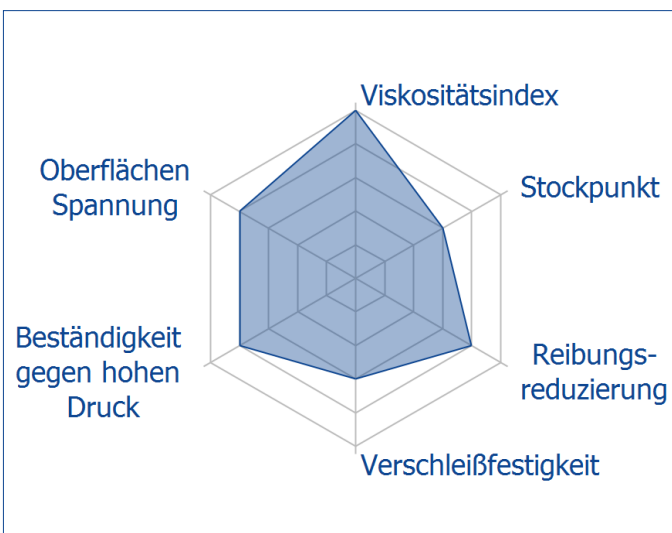 Viskositätsindex
Oberflächen
Spannung
Stockpunkt
Beständigkeit
gegen hohen
Druck
Reibungs-
reduzierung
Verschleißfestigkeit